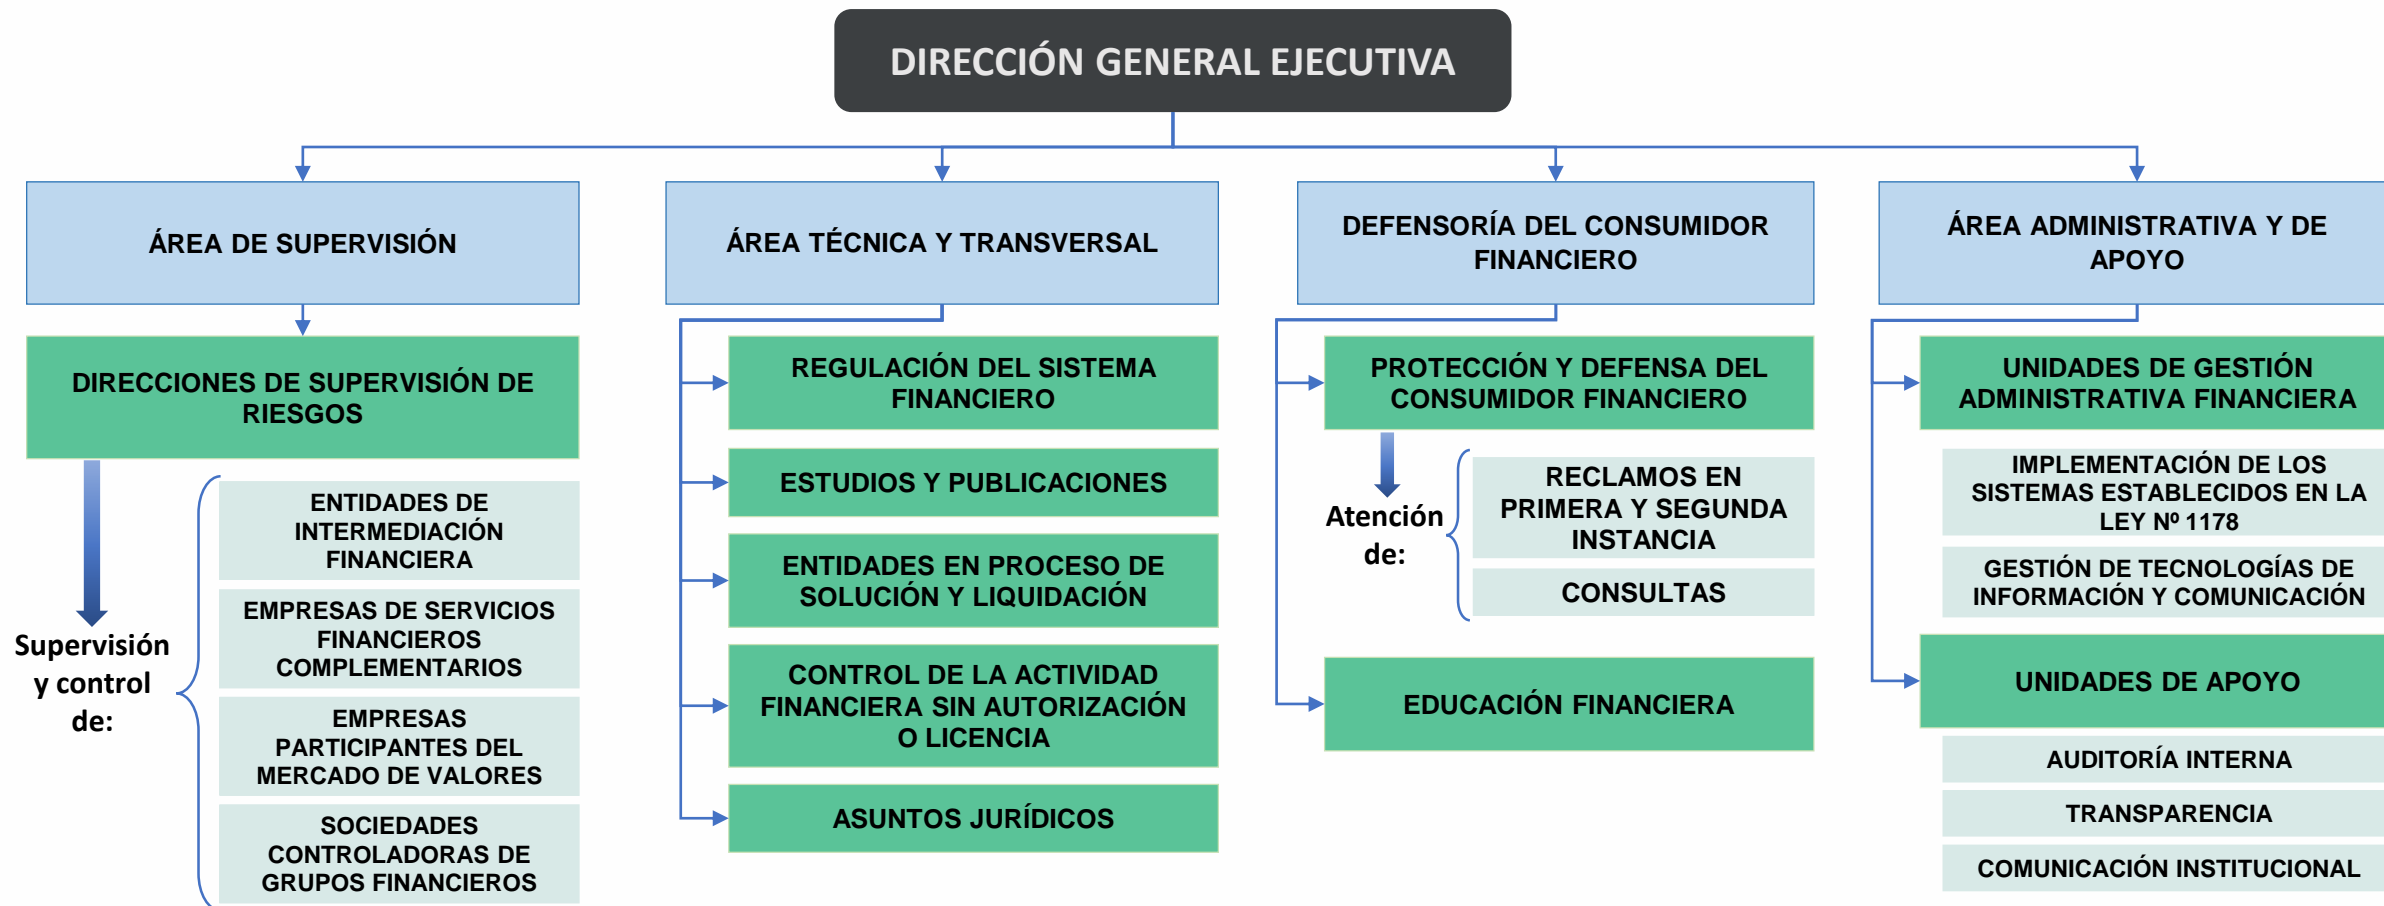 DIRECCIÓN GENERAL EJECUTIVA
ÁREA DE SUPERVISIÓN
DIRECCIONES DE SUPERVISIÓN DE
RIESGOS
Supervisión
y control
de:
ENTIDADES DE
INTERMEDIACIÓN
FINANCIERA
EMPRESAS DE SERVICIOS
FINANCIEROS
COMPLEMENTARIOS
EMPRESAS
PARTICIPANTES DEL
MERCADO DE VALORES
SOCIEDADES
CONTROLADORAS DE
GRUPOS FINANCIEROS
ÁREA TÉCNICA Y TRANSVERSAL
REGULACIÓN DEL SISTEMA
FINANCIERO
ESTUDIOS Y PUBLICACIONES
ENTIDADES EN PROCESO DE
SOLUCIÓN Y LIQUIDACIÓN
CONTROL DE LA ACTIVIDAD
FINANCIERA SIN AUTORIZACIÓN
O LICENCIA
ASUNTOS JURÍDICOS
DEFENSORÍA DEL CONSUMIDOR
FINANCIERO
PROTECCIÓN Y DEFENSA DEL
CONSUMIDOR FINANCIERO
Atención
de:
RECLAMOS EN
PRIMERA Y SEGUNDA
INSTANCIA
CONSULTAS
EDUCACIÓN FINANCIERA
ÁREA ADMINISTRATIVA Y DE
APOYO
UNIDADES DE GESTIÓN
ADMINISTRATIVA FINANCIERA
IMPLEMENTACIÓN DE LOS
SISTEMAS ESTABLECIDOS EN LA
LEY Nº 1178
GESTIÓN DE TECNOLOGÍAS DE
INFORMACIÓN Y COMUNICACIÓN
UNIDADES DE APOYO
AUDITORÍA INTERNA
TRANSPARENCIA
COMUNICACIÓN INSTITUCIONAL